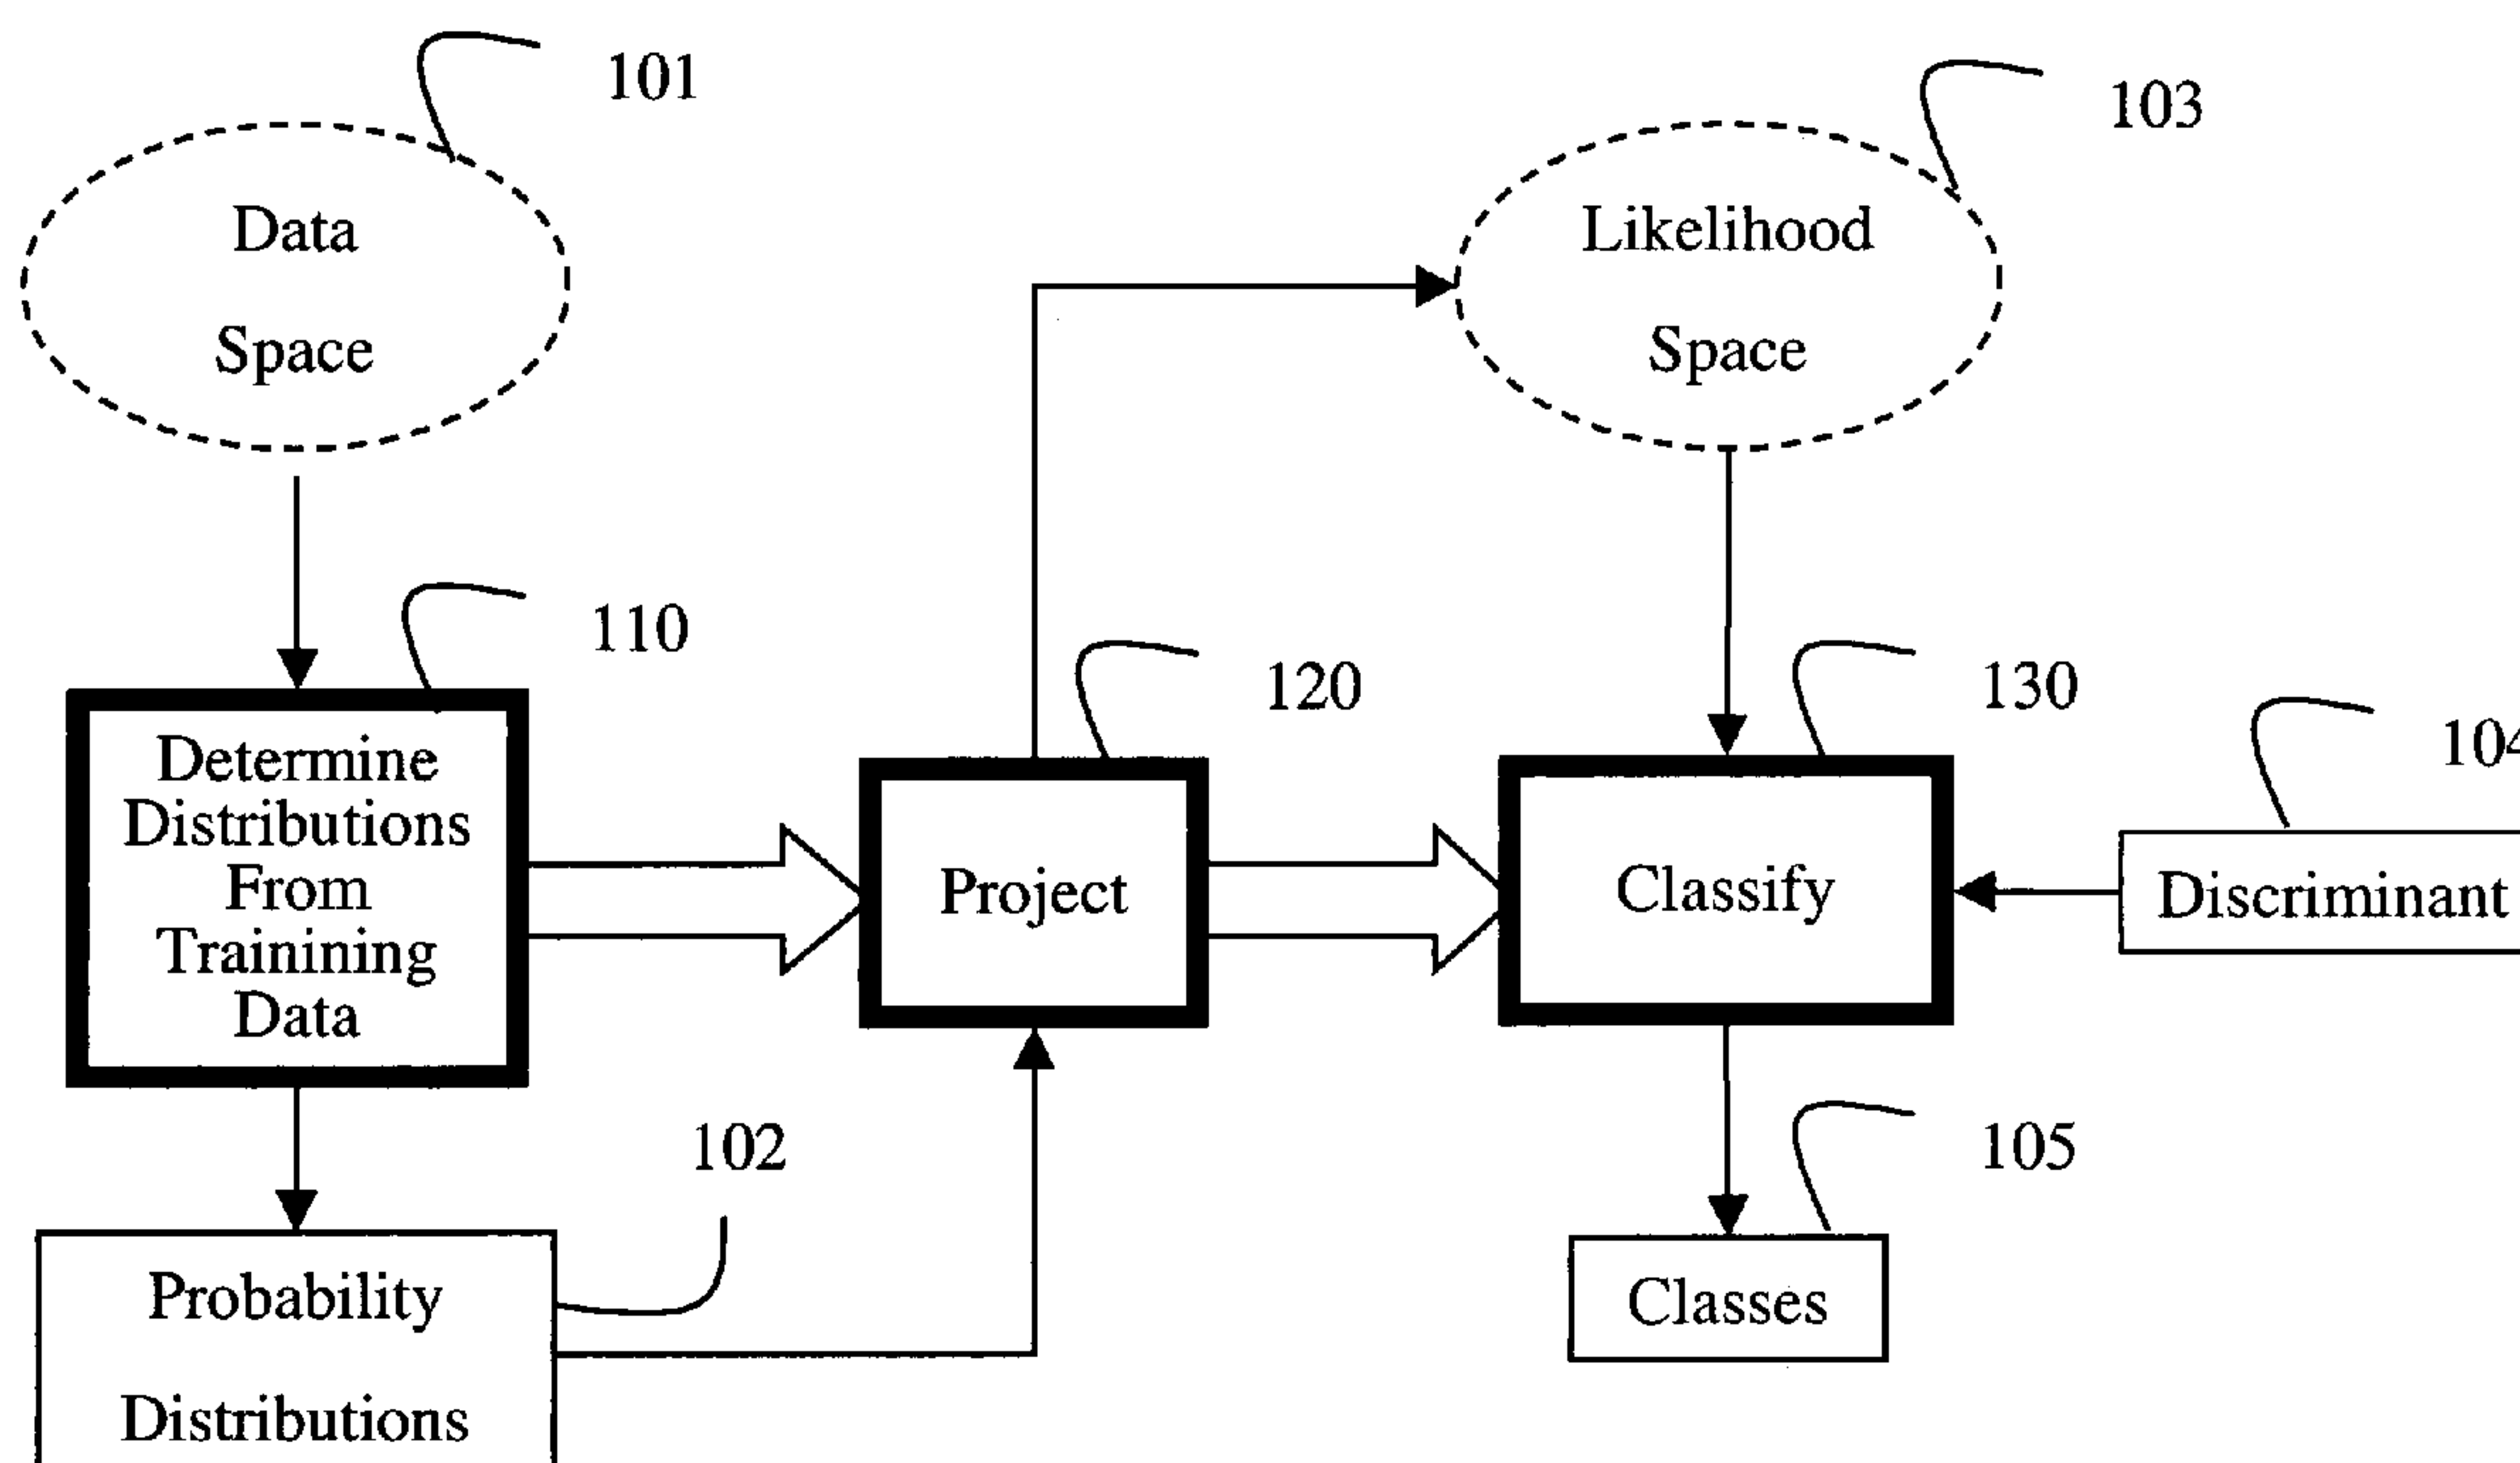 101
103
Data
Space
Likelihood
Space
110
120
130
Determine
Distributions
From
Trainining
Data
Project
Classify
Discriminant
102
105
Probability
Distributions
Classes